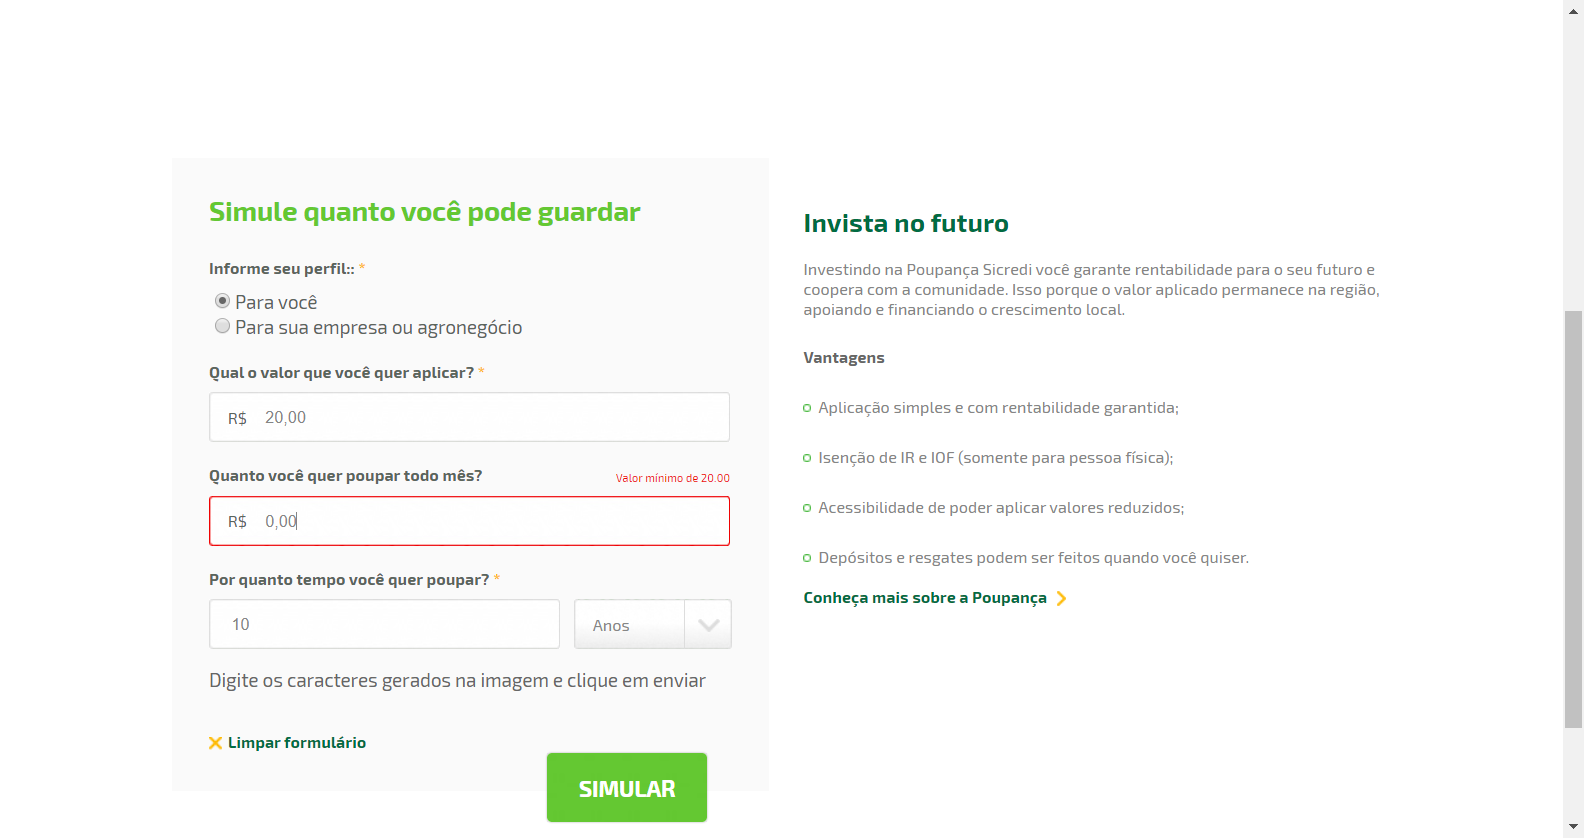 Simule quanto você pode guardar
Informe seu perfil:: *
Para você
Para sua empresa ou agronegócio
Qual o valor que você quer aplicar? *
R$ 20,00
Quanto você quer poupar todo mês?
Valor mínimo de 20.00
R$ 0,00
Por quanto tempo você quer poupar? *
10
Anos
Digite os caracteres gerados na imagem e clique em enviar
Limpar formulário
SIMULAR
Invista no futuro
Investindo na Poupança Sicredi você garante rentabilidade para o seu futuro e
coopera com a comunidade. Isso porque o valor aplicado permanece na região,
apoiando e financiando o crescimento local.
Vantagens
Aplicação simples e com rentabilidade garantida;
Isenção de IR e IOF (somente para pessoa física);
Acessibilidade de poder aplicar valores reduzidos;
Depósitos e resgates podem ser feitos quando você quiser.
Conheça mais sobre a Poupança